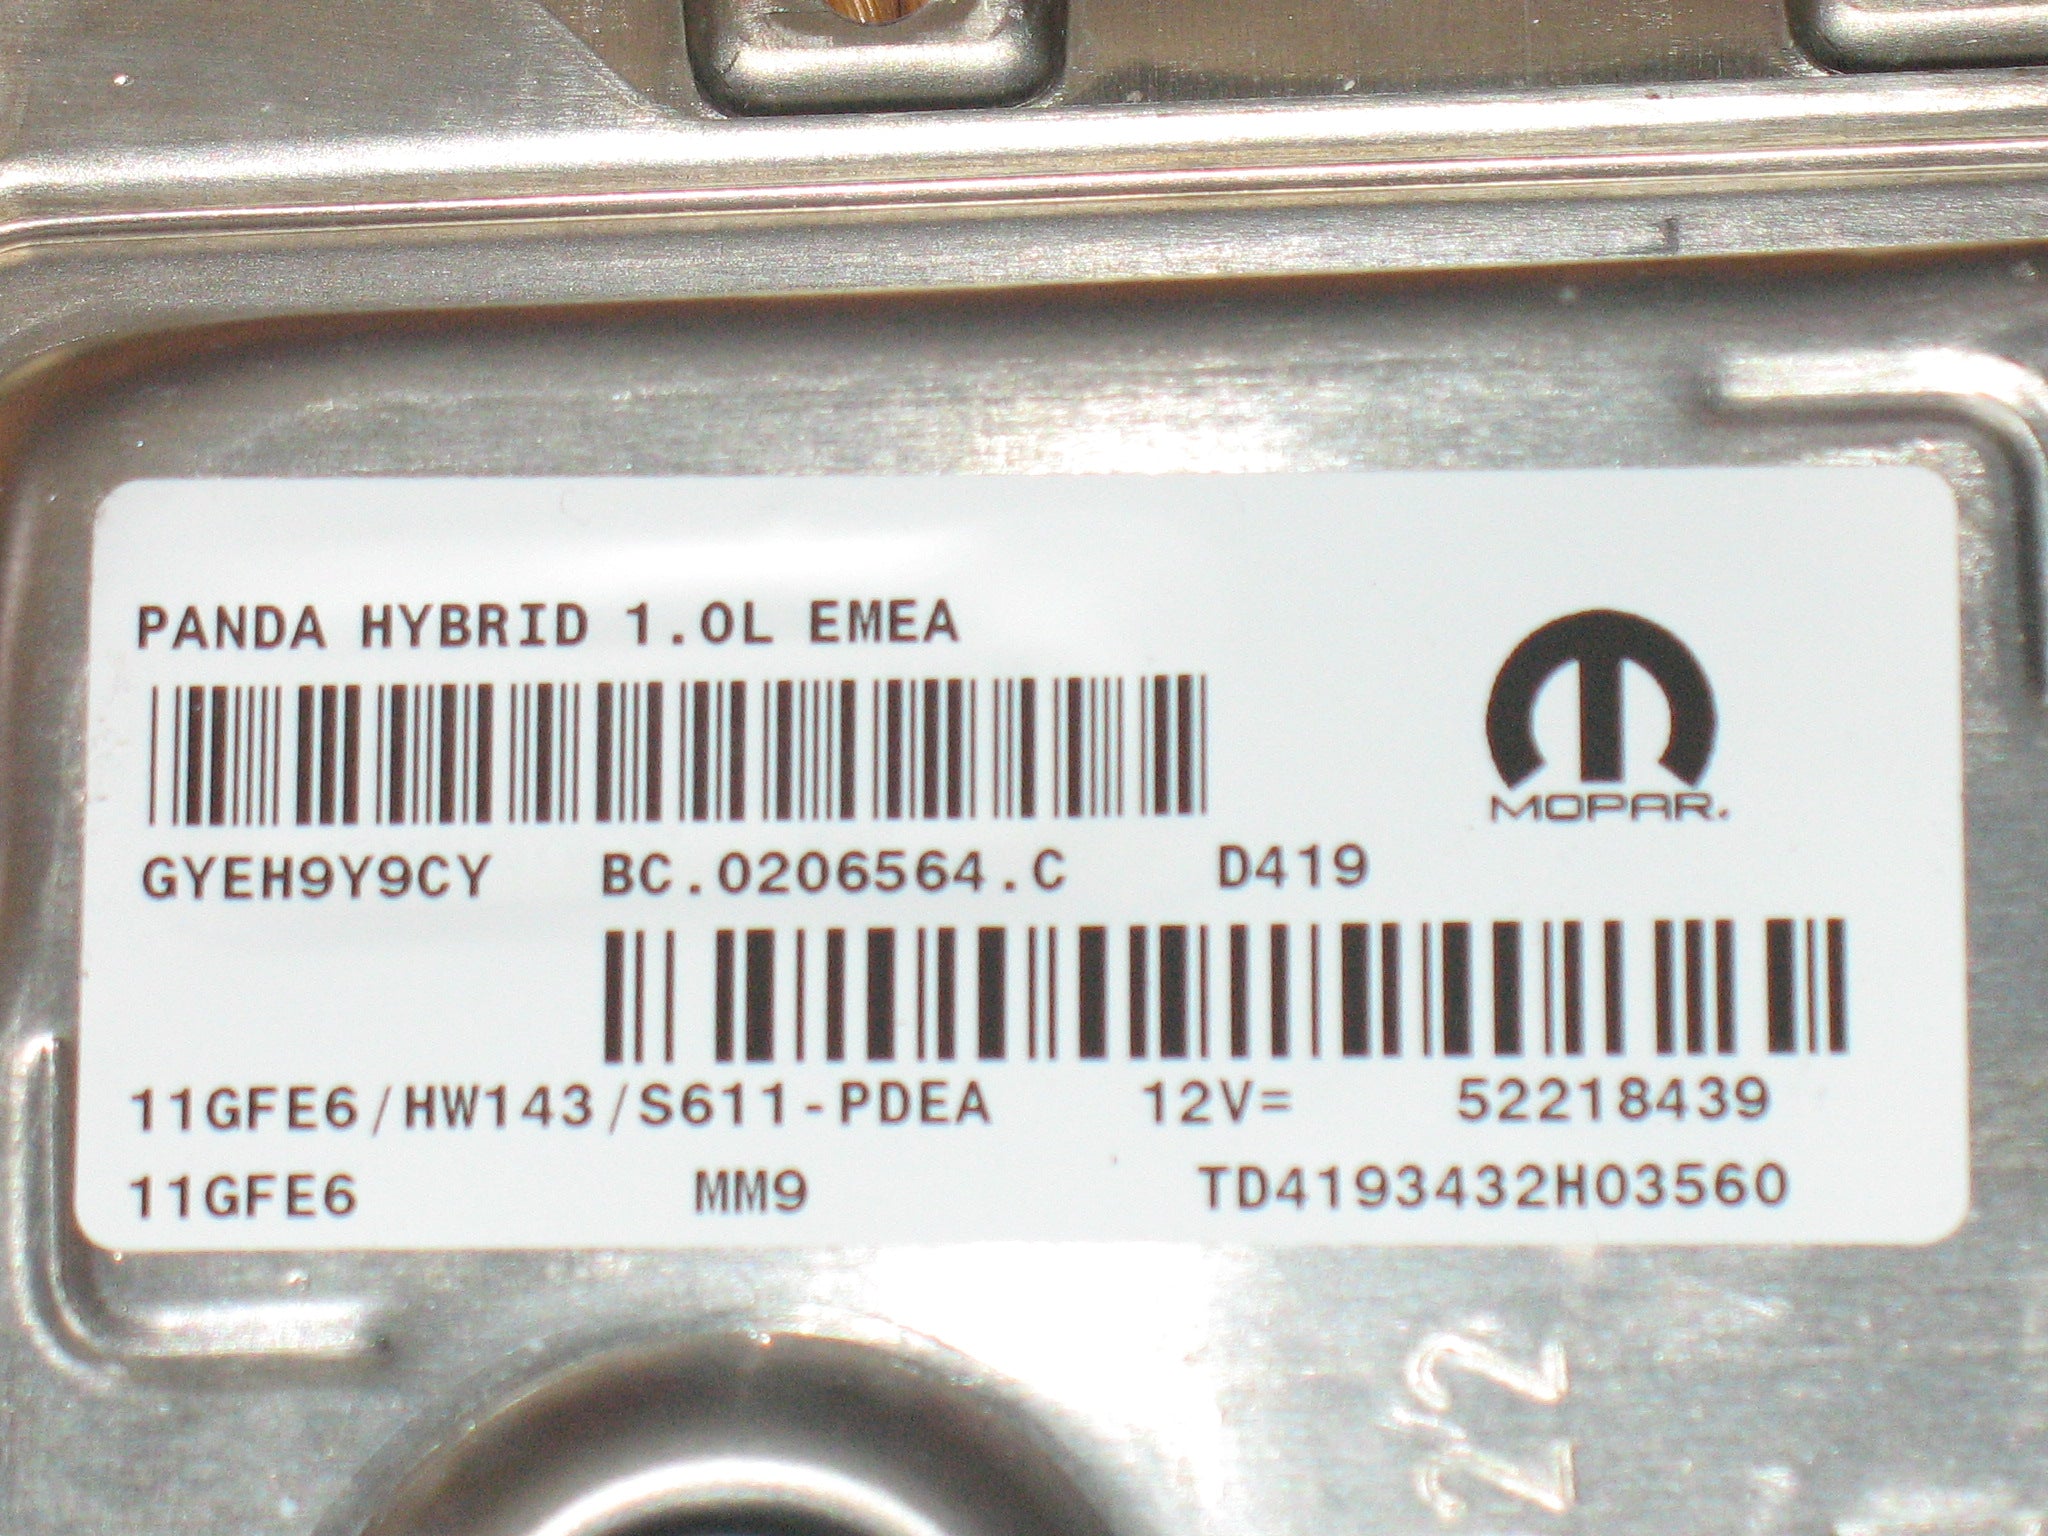 PANDA HYBRID 1.0L EMEA
MOPAR.
GYEH9Y9CY BC.0206564.C D419
11GFE6/HW143/S611-PDEA 12V= 52218439
11GFE6 MM9 TD4193432H03560
22